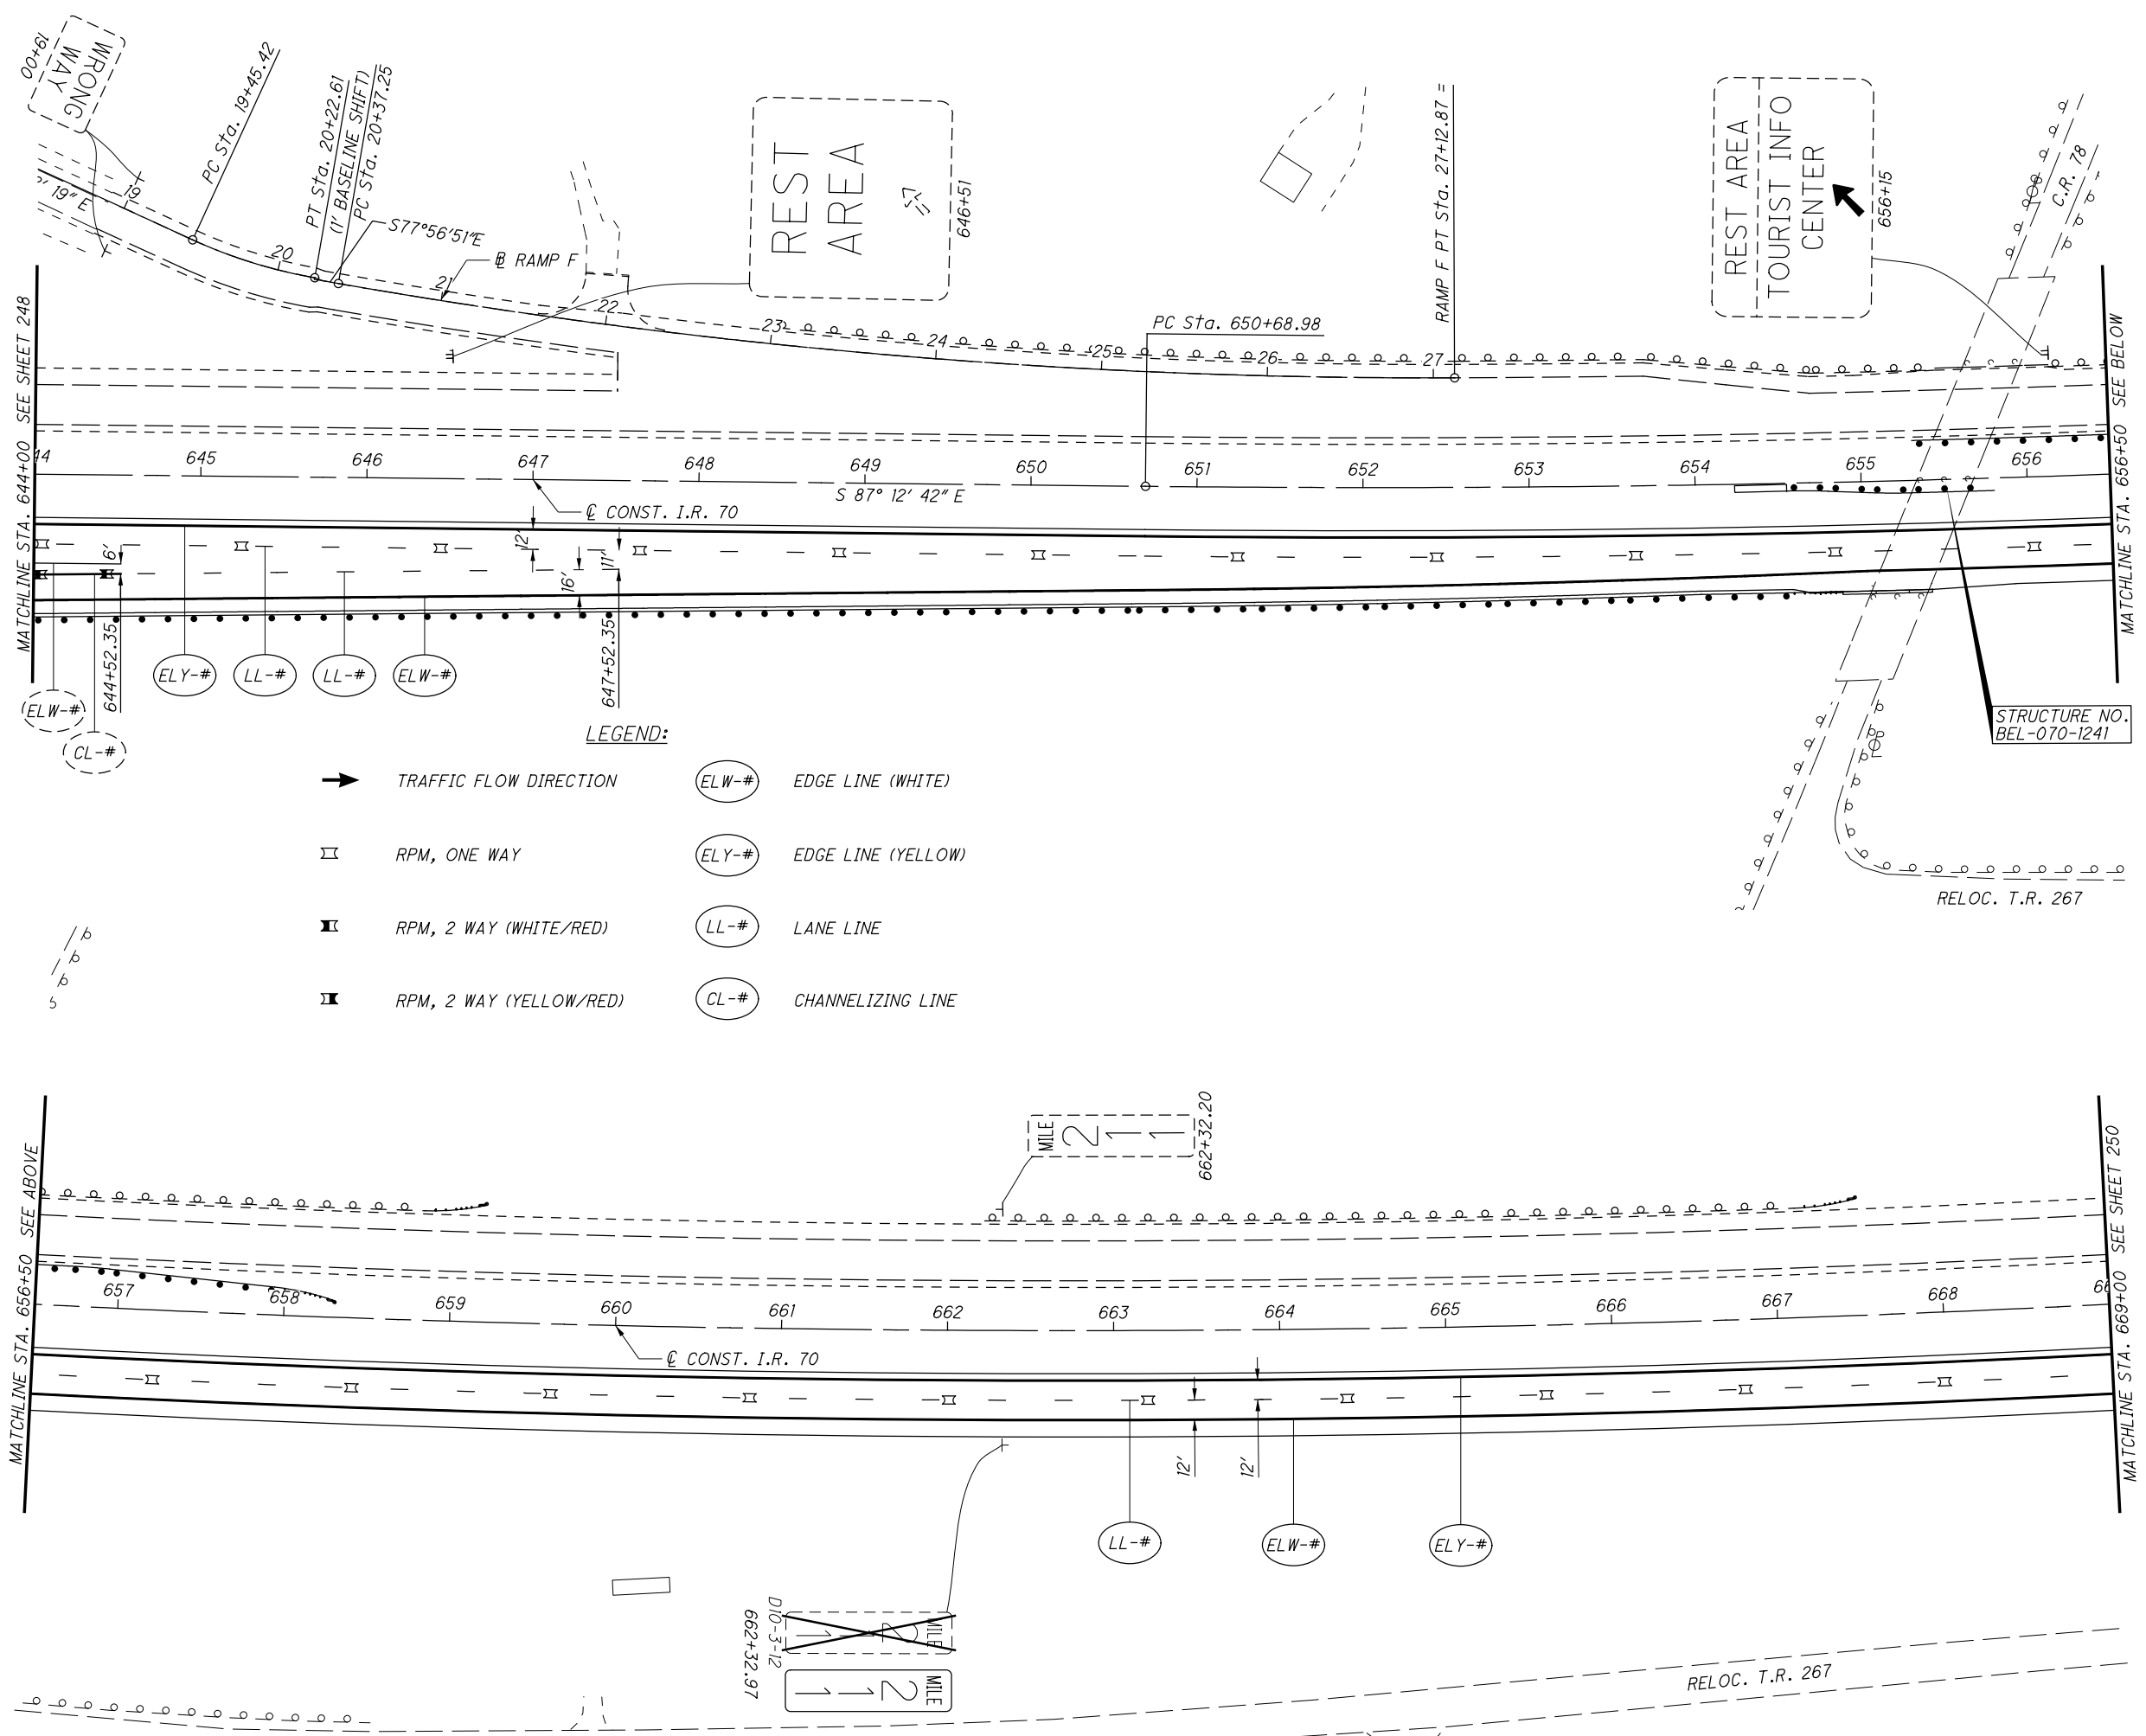 19+00
WRONG
WAY
PC Sta. 19+45.42
PT Sta. 20+22.61
(1' BASELINE SHIFT)
PC Sta. 20+37.25
S77°56'51"E
℄ RAMP F
REST
AREA
646+51
RAMP F PT Sta. 27+12.87 =
REST AREA
TOURIST INFO
CENTER
656+15
C.R. 78
19" E
19
20
21
22
23
24
25
26
27
PC Sta. 650+68.98
MATCHLINE STA. 644+00 SEE SHEET 248
MATCHLINE STA. 656+50 SEE BELOW
44
645
646
647
648
649
650
651
652
653
654
655
656
S 87° 12' 42" E
℄ CONST. I.R. 70
6'
12'
16'
11'
644+52.35
647+52.35
ELW-#
CL-#
ELY-#
LL-#
LL-#
ELW-#
STRUCTURE NO.
BEL-070-1241
RELOC. T.R. 267
LEGEND:
TRAFFIC FLOW DIRECTION
ELW-# EDGE LINE (WHITE)
RPM, ONE WAY
ELY-# EDGE LINE (YELLOW)
RPM, 2 WAY (WHITE/RED)
LL-# LANE LINE
RPM, 2 WAY (YELLOW/RED)
CL-# CHANNELIZING LINE
MILE
211
662+32.20
MATCHLINE STA. 656+50 SEE ABOVE
MATCHLINE STA. 669+00 SEE SHEET 250
657
658
659
660
661
662
663
664
665
666
667
668
66
℄ CONST. I.R. 70
12'
12'
LL-#
ELW-#
ELY-#
D10-3-12
MILE
211
662+32.97
MILE
211
RELOC. T.R. 267